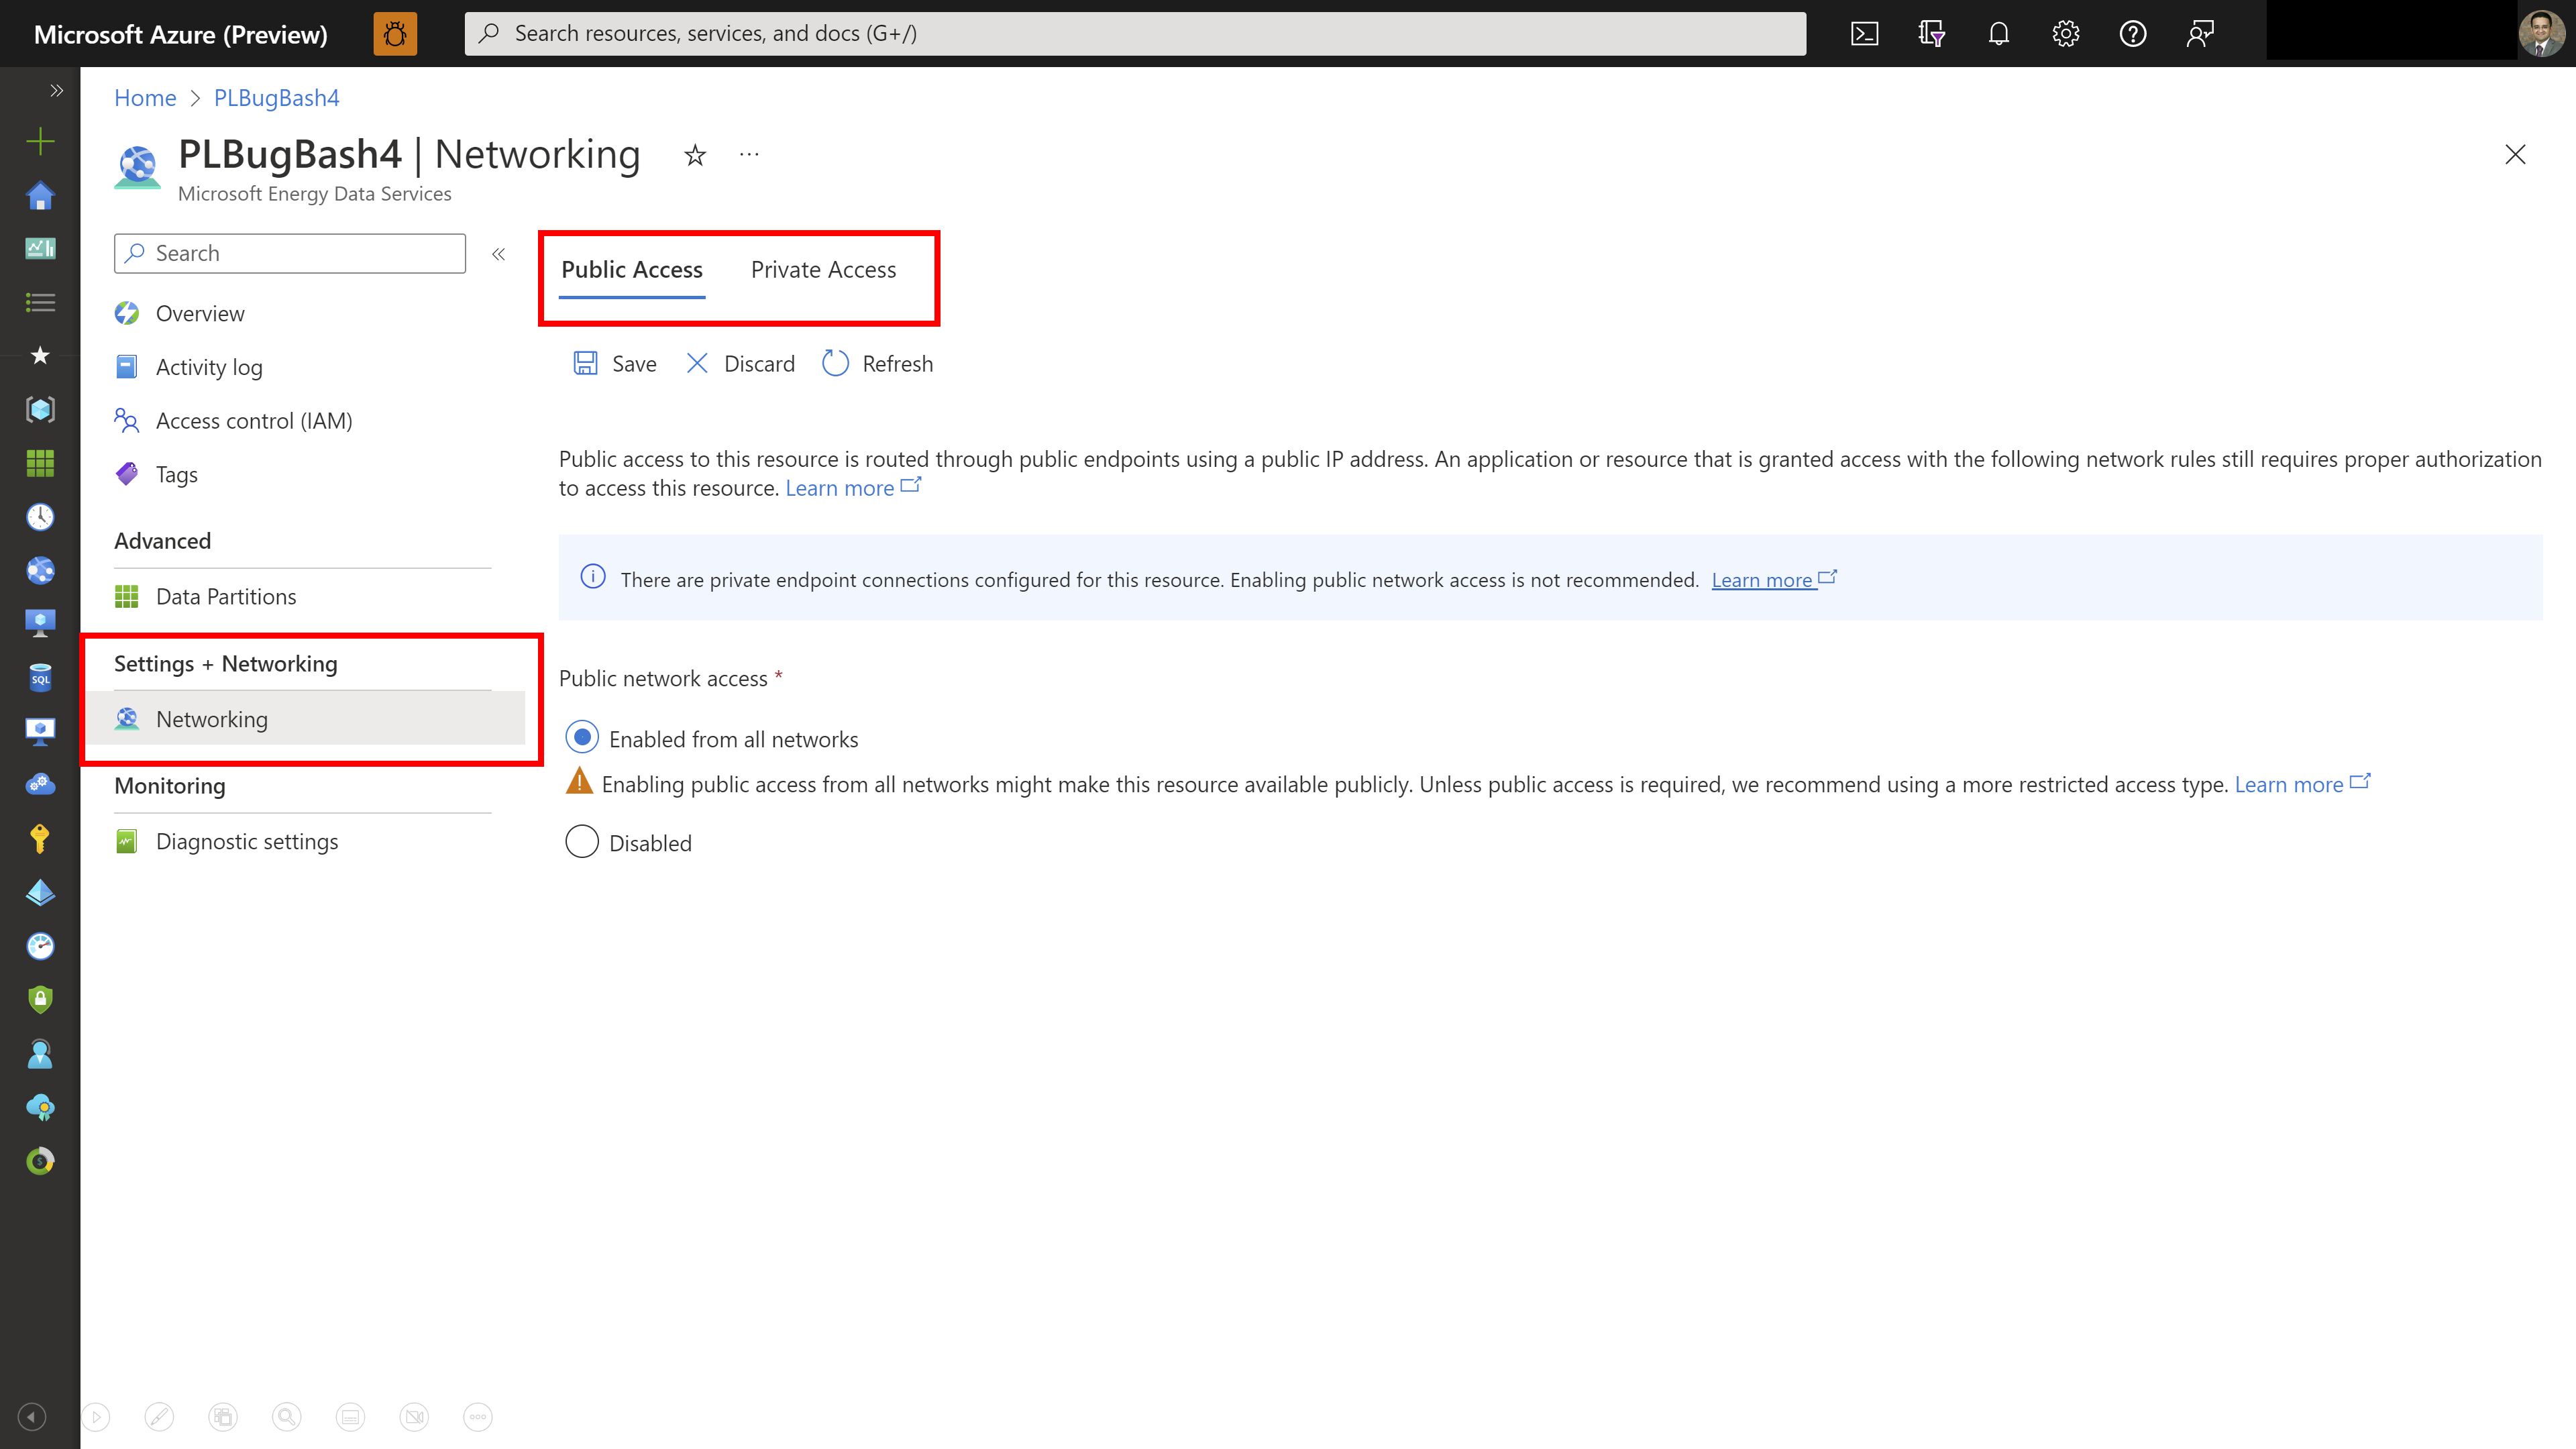 Microsoft Azure (Preview)
Search resources, services, and docs (G+/)
Home > PLBugBash4
PLBugBash4 | Networking
Microsoft Energy Data Services
Search
Overview
Activity log
Access control (IAM)
Tags
Advanced
Data Partitions
Settings + Networking
Networking
Monitoring
Diagnostic settings
Public Access Private Access
Save Discard Refresh
Public access to this resource is routed through public endpoints using a public IP address. An application or resource that is granted access with the following network rules still requires proper authorization
to access this resource. Learn more
There are private endpoint connections configured for this resource. Enabling public network access is not recommended. Learn more
Public network access *
Enabled from all networks
Enabling public access from all networks might make this resource available publicly. Unless public access is required, we recommend using a more restricted access type. Learn more
Disabled
SQL